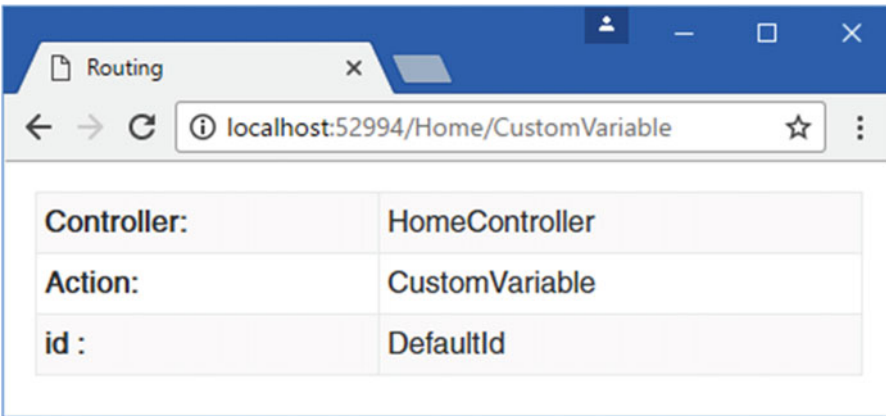 Routing
localhost:52994/Home/CustomVariable
Controller: HomeController
Action: CustomVariable
id : DefaultId